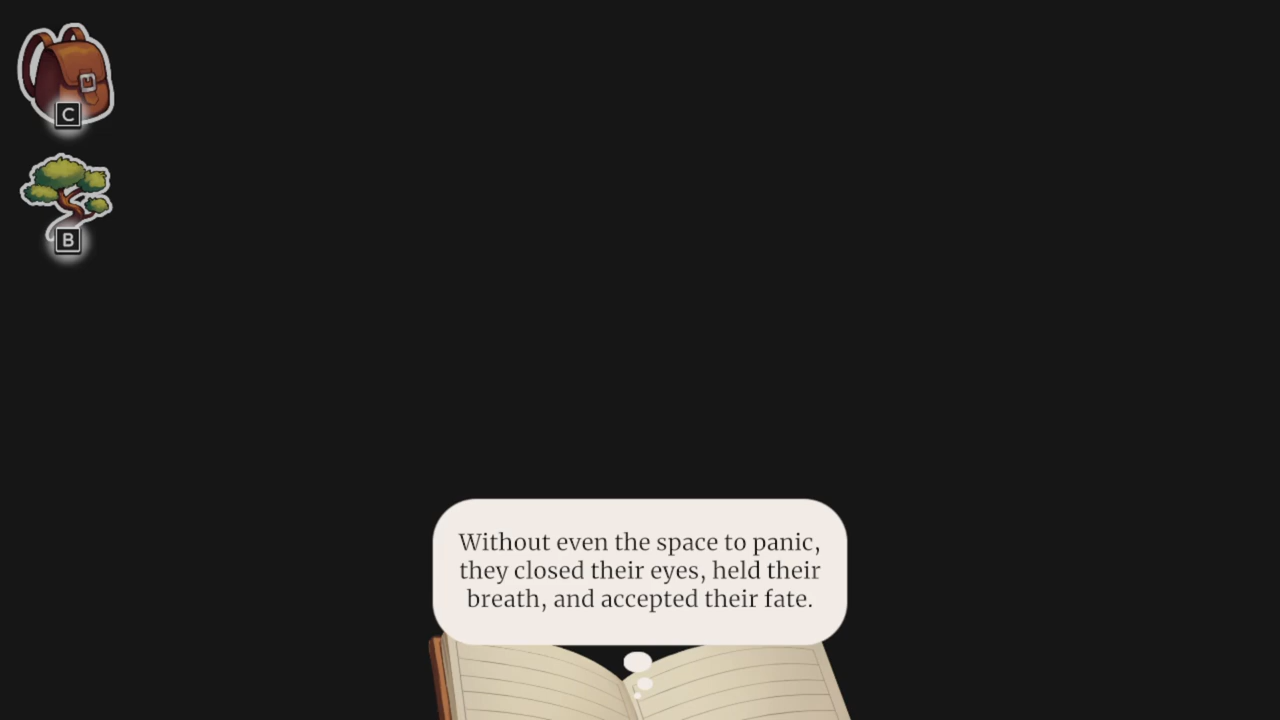 C
B
Without even the space to panic,
they closed their eyes, held their
breath, and accepted their fate.